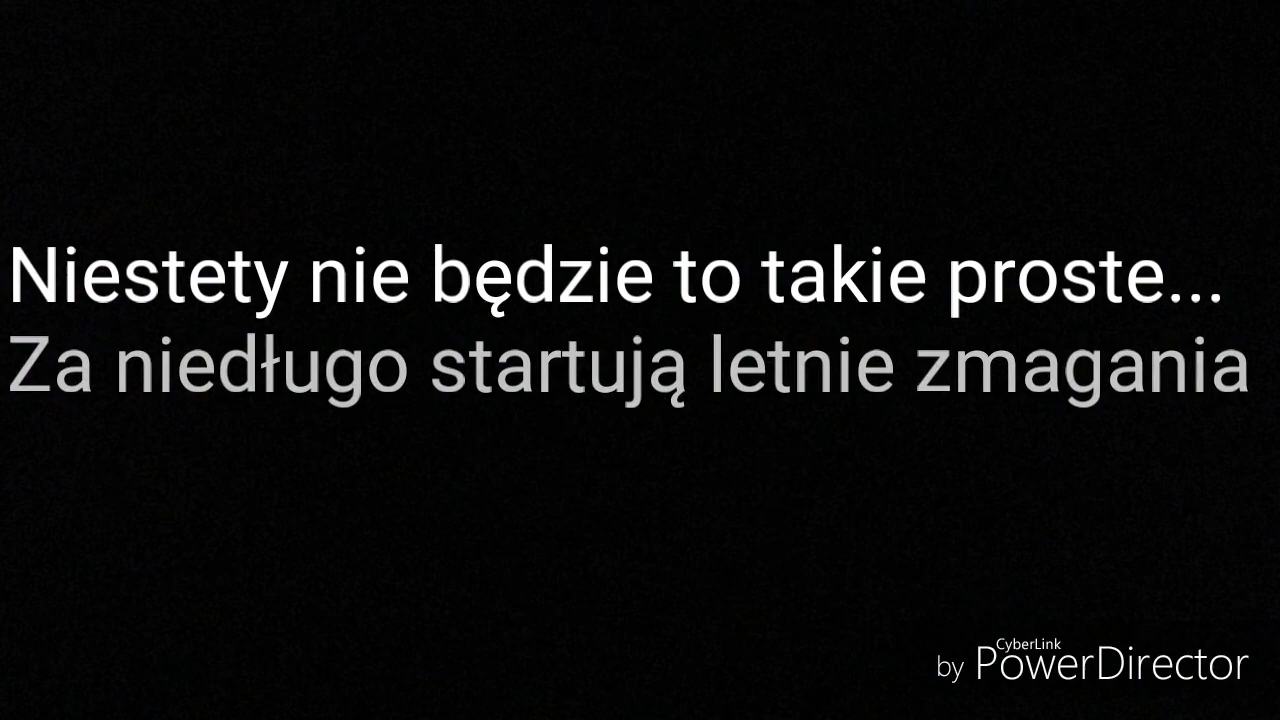 Niestety nie będzie to takie proste...
Za niedługo startują letnie zmagania
by CyberLink PowerDirector